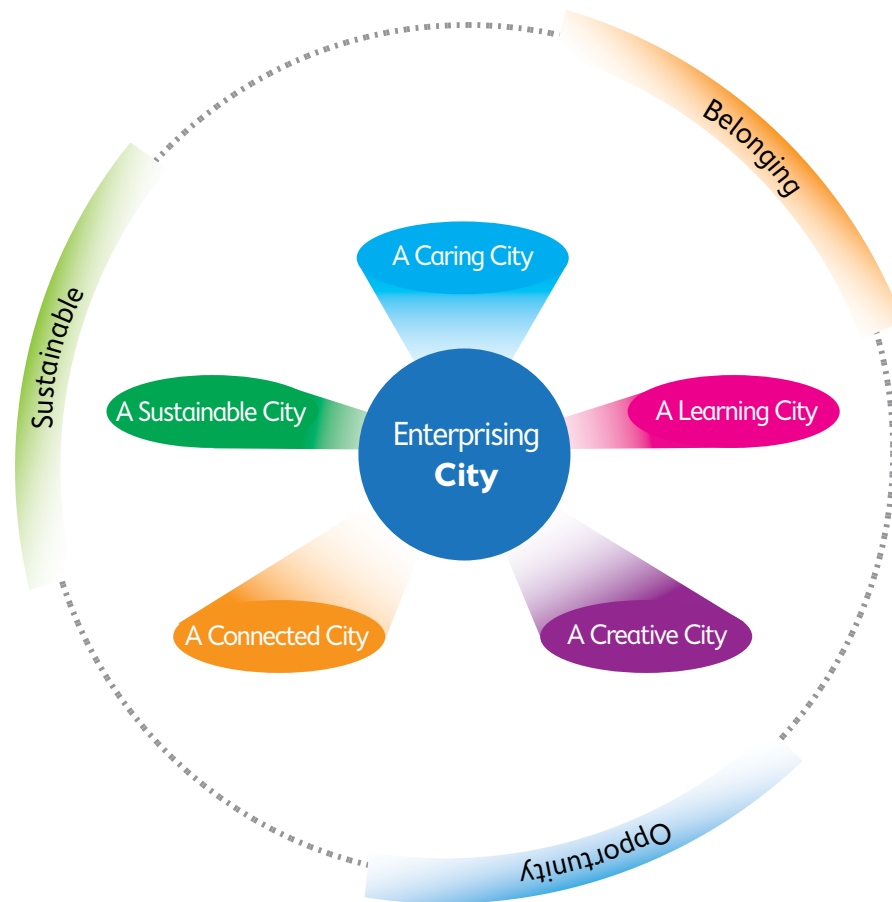 Belonging
A Caring City
Sustainable
A Sustainable City
A Learning City
Enterprising
City
A Connected City
A Creative City
Opportunity